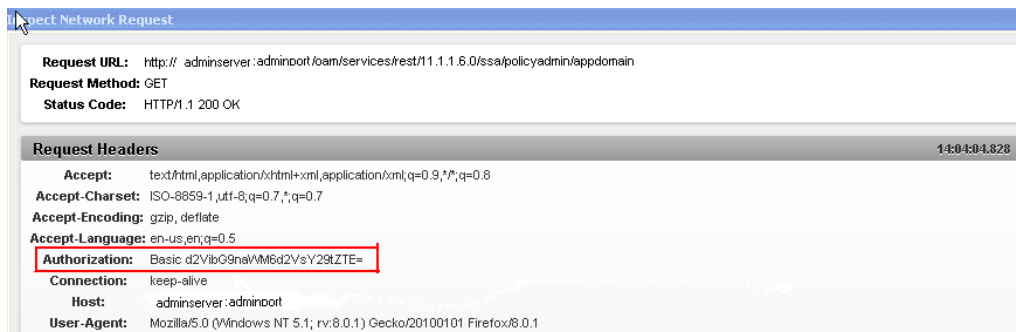 Inspect Network Request
Request URL: http:// adminserver:adminport/oam/services/rest/11.1.1.6.0/ssa/policyadmin/appdomain
Request Method: GET
Status Code: HTTP/1.1 200 OK
Request Headers 14:04:04.828
Accept: text/html,application/xhtml+xml,application/xml;q=0.9,*/*;q=0.8
Accept-Charset: ISO-8859-1,utf-8;q=0.7,*;q=0.7
Accept-Encoding: gzip, deflate
Accept-Language: en-us,en;q=0.5
Authorization: Basic d2VibG9naWM6d2VsY29tZTE=
Connection: keep-alive
Host: adminserver:adminport
User-Agent: Mozilla/5.0 (Windows NT 5.1; rv:8.0.1) Gecko/20100101 Firefox/8.0.1